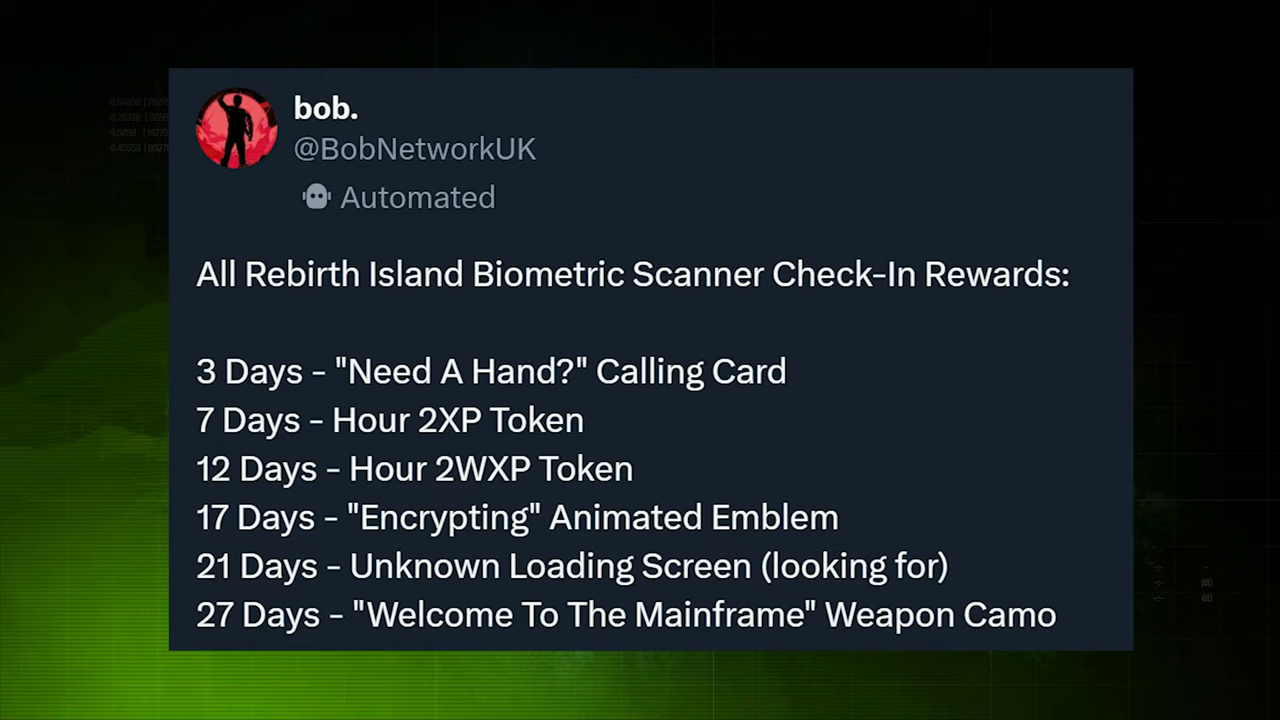 bob.
@BobNetworkUK
Automated
All Rebirth Island Biometric Scanner Check-In Rewards:
3 Days - "Need A Hand?" Calling Card
7 Days - Hour 2XP Token
12 Days - Hour 2WXP Token
17 Days - "Encrypting" Animated Emblem
21 Days - Unknown Loading Screen (looking for)
27 Days - "Welcome To The Mainframe" Weapon Camo
WD
WD